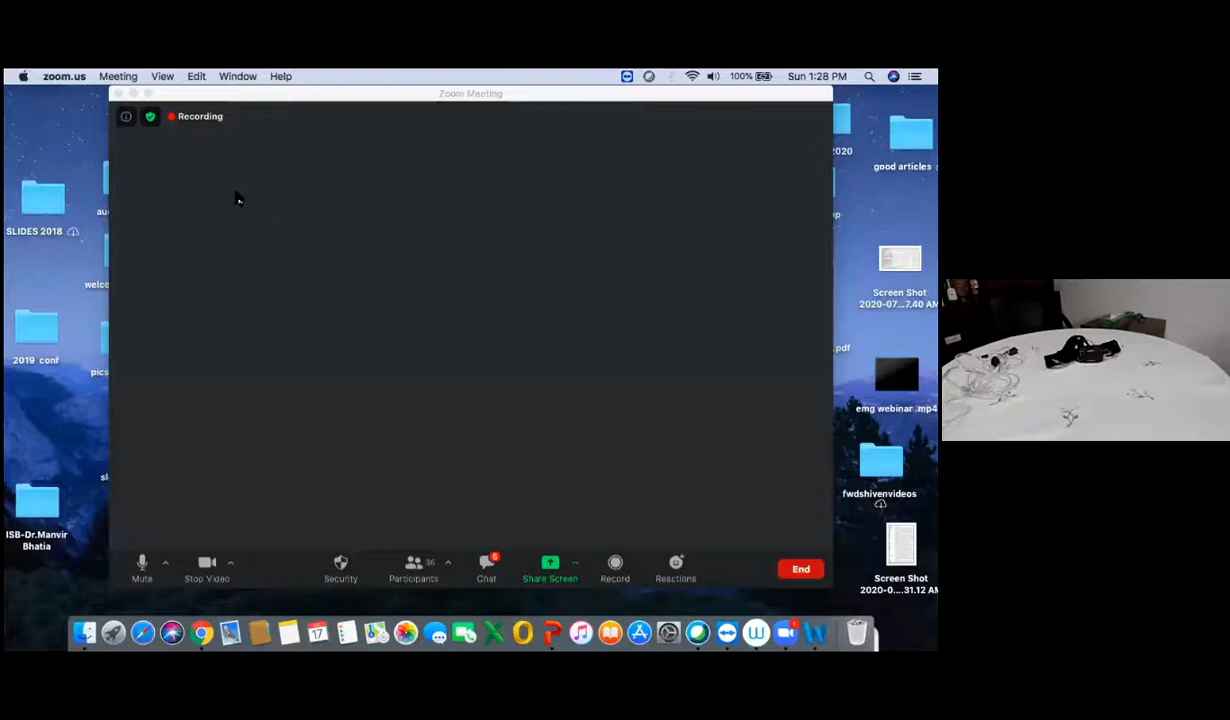 zoom.us Meeting View Edit Window Help
100% Sun 1:28 PM
Zoom Meeting
Recording
2020
good articles
SLIDES 2018
Screen Shot
2020-07...7.40 AM
2019 conf
.pdf
emg webinar .mp4
fwdshivenvideos
ISB-Dr.Manvir
Bhatia
Screen Shot
2020-0....31.12 AM
36
5
Mute
Stop Video
Security
Participants
Chat
Share Screen
Record
Reactions
End
17